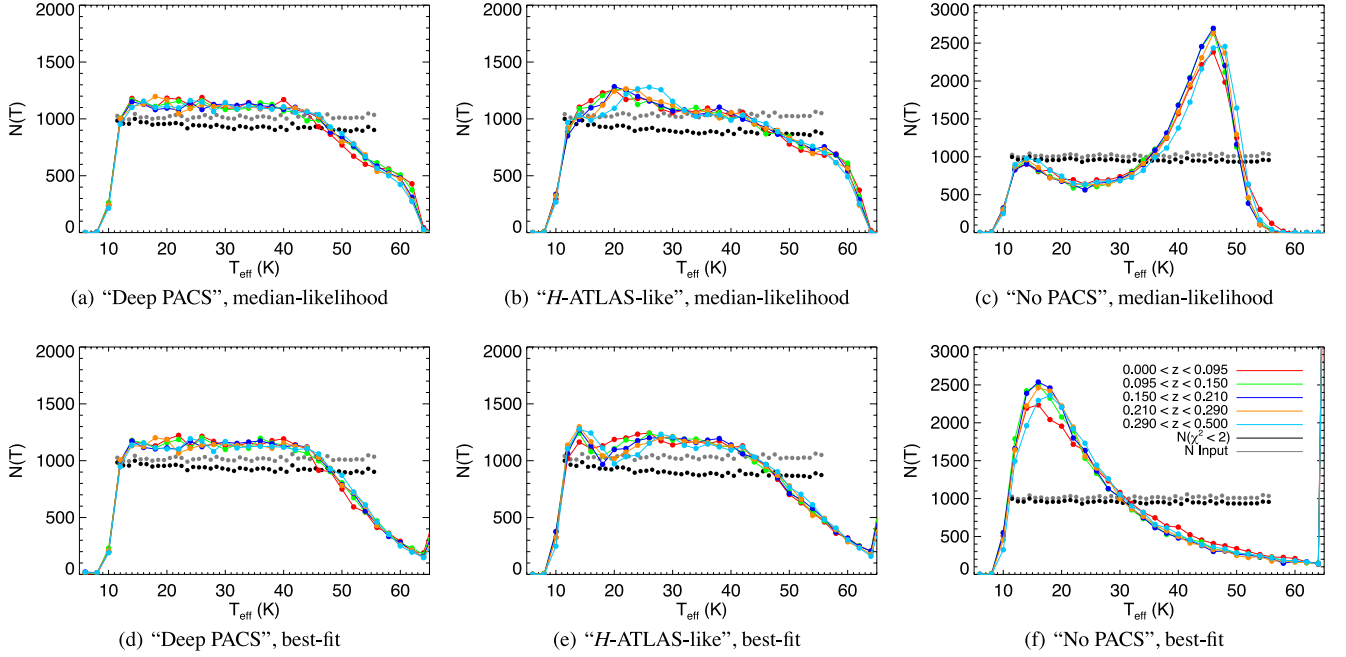 2000
1500
1000
500
0
N(T)
10 20 30 40 50 60
T_eff (K)
(a) “Deep PACS”, median-likelihood
2000
1500
1000
500
0
N(T)
10 20 30 40 50 60
T_eff (K)
(b) “H-ATLAS-like”, median-likelihood
3000
2500
2000
1500
1000
500
0
N(T)
10 20 30 40 50 60
T_eff (K)
(c) “No PACS”, median-likelihood
2000
1500
1000
500
0
N(T)
10 20 30 40 50 60
T_eff (K)
(d) “Deep PACS”, best-fit
2000
1500
1000
500
0
N(T)
10 20 30 40 50 60
T_eff (K)
(e) “H-ATLAS-like”, best-fit
3000
2500
2000
1500
1000
500
0
N(T)
0.000 < z < 0.095
0.095 < z < 0.150
0.150 < z < 0.210
0.210 < z < 0.290
0.290 < z < 0.500
N(χ² < 2)
N Input
10 20 30 40 50 60
T_eff (K)
(f) “No PACS”, best-fit